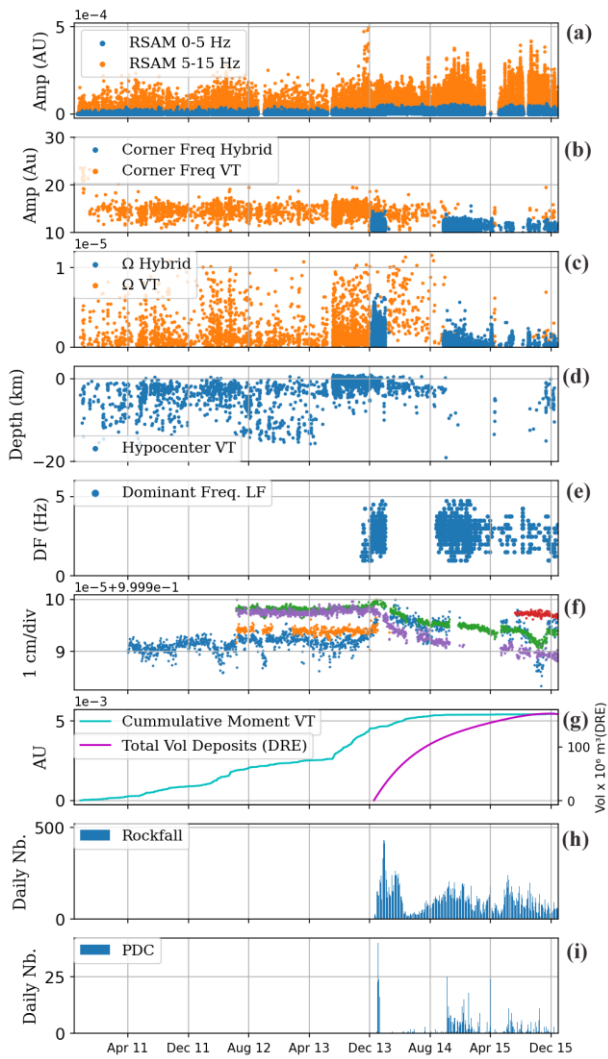 5e−4
RSAM 0-5 Hz
RSAM 5-15 Hz
(a)
Amp (AU)
0
30
Corner Freq Hybrid
Corner Freq VT
(b)
Amp (Au)
20
10
1e−5
Ω Hybrid
Ω VT
(c)
1
0
0
(d)
Depth (km)
Hypocenter VT
−20
Dominant Freq. LF
(e)
DF (Hz)
5
0
1e−5+9.999e−1
10
(f)
1 cm/div
9
1e−3
5
Cummulative Moment VT
Total Vol Deposits (DRE)
(g)
AU
0
100
0
Vol x 10⁶ m³(DRE)
500
Rockfall
(h)
Daily Nb.
0
PDC
(i)
Daily Nb.
25
0
Apr 11 Dec 11 Aug 12 Apr 13 Dec 13 Aug 14 Apr 15 Dec 15